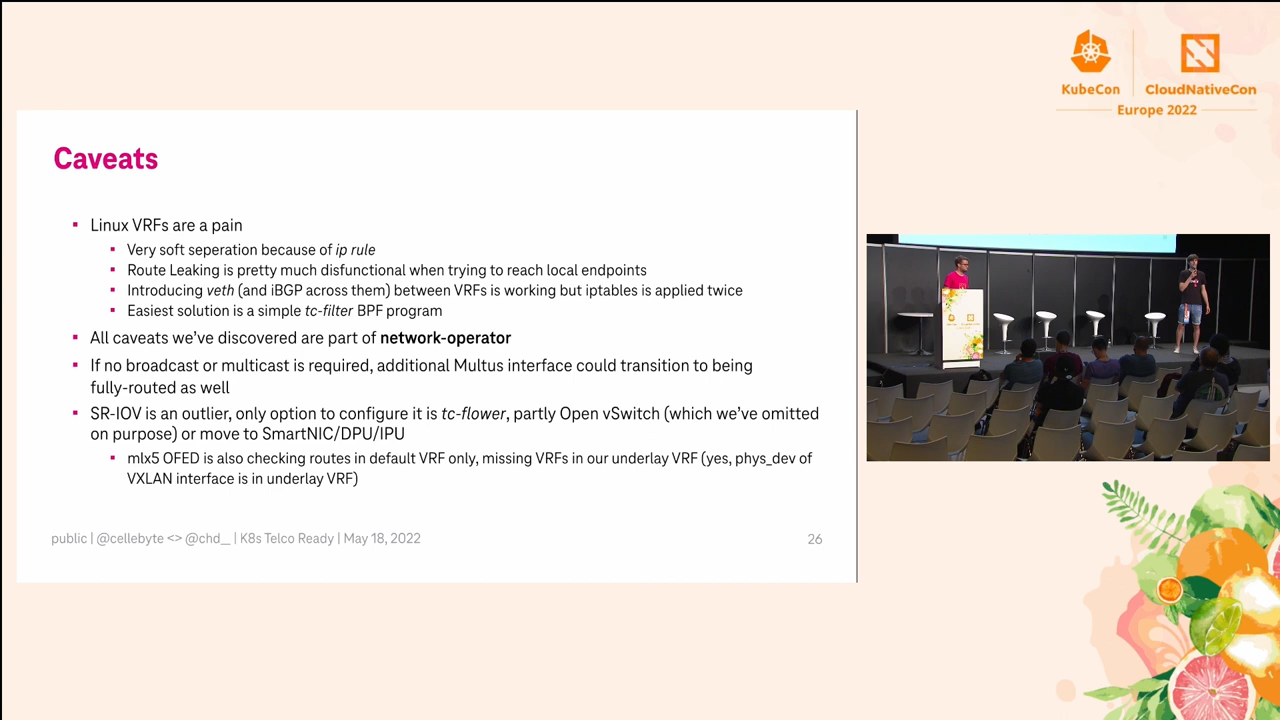 KubeCon
CloudNativeCon
Europe 2022
Caveats
▪ Linux VRFs are a pain
▪ Very soft seperation because of ip rule
▪ Route Leaking is pretty much disfunctional when trying to reach local endpoints
▪ Introducing veth (and iBGP across them) between VRFs is working but iptables is applied twice
▪ Easiest solution is a simple tc-filter BPF program
▪ All caveats we've discovered are part of network-operator
▪ If no broadcast or multicast is required, additional Multus interface could transition to being
fully-routed as well
▪ SR-IOV is an outlier, only option to configure it is tc-flower, partly Open vSwitch (which we've omitted
on purpose) or move to SmartNIC/DPU/IPU
▪ mlx5 OFED is also checking routes in default VRF only, missing VRFs in our underlay VRF (yes, phys_dev of
VXLAN interface is in underlay VRF)
public | @cellebyte <> @chd__ | K8s Telco Ready | May 18, 2022
26